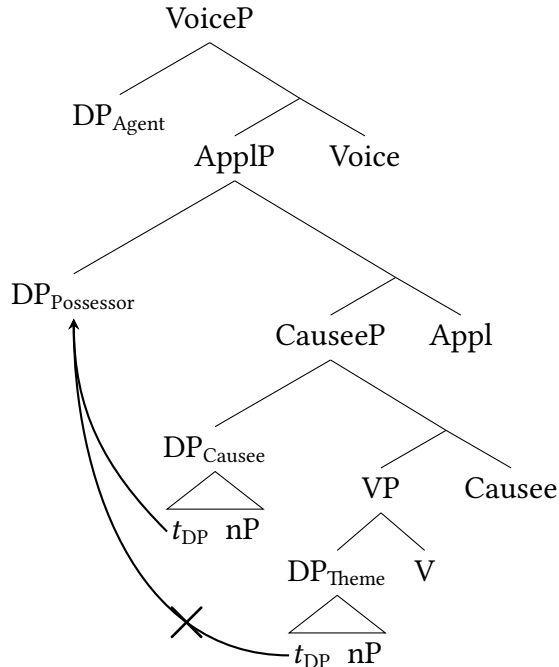 VoiceP
DP_Agent
ApplP Voice
DP_Possessor
CauseeP Appl
DP_Causee
VP Causee
t_DP nP
DP_Theme V
t_DP nP